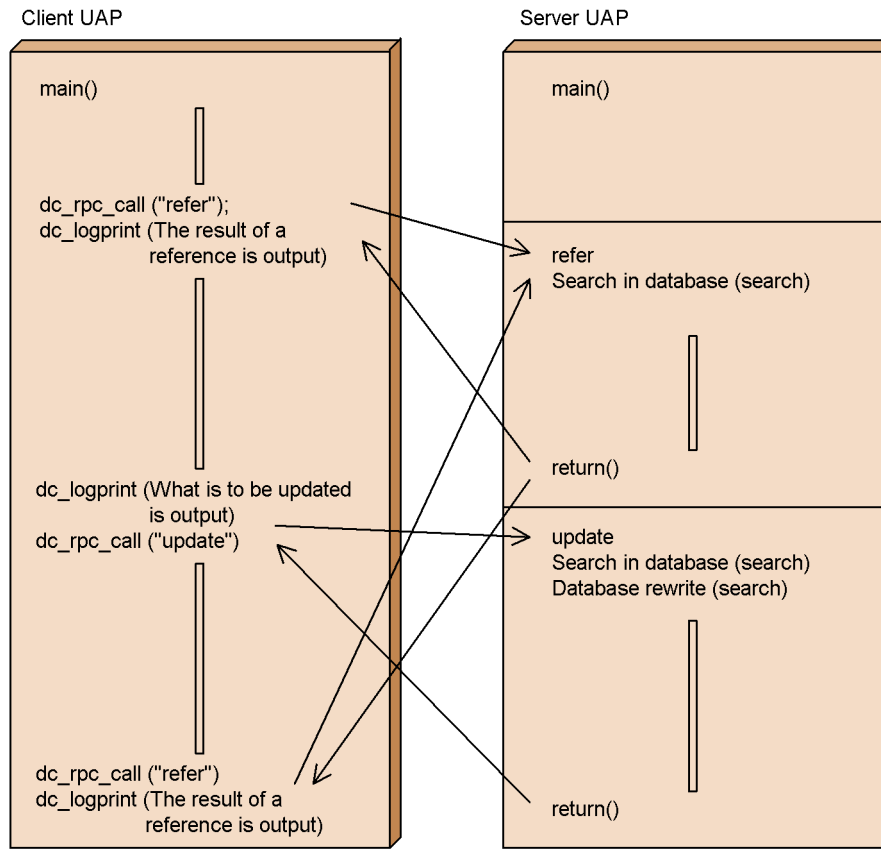 Client UAP
main()
dc_rpc_call ("refer");
dc_logprint (The result of a
reference is output)
dc_logprint (What is to be updated
is output)
dc_rpc_call ("update")
dc_rpc_call ("refer")
dc_logprint (The result of a
reference is output)
Server UAP
main()
refer
Search in database (search)
return()
update
Search in database (search)
Database rewrite (search)
return()